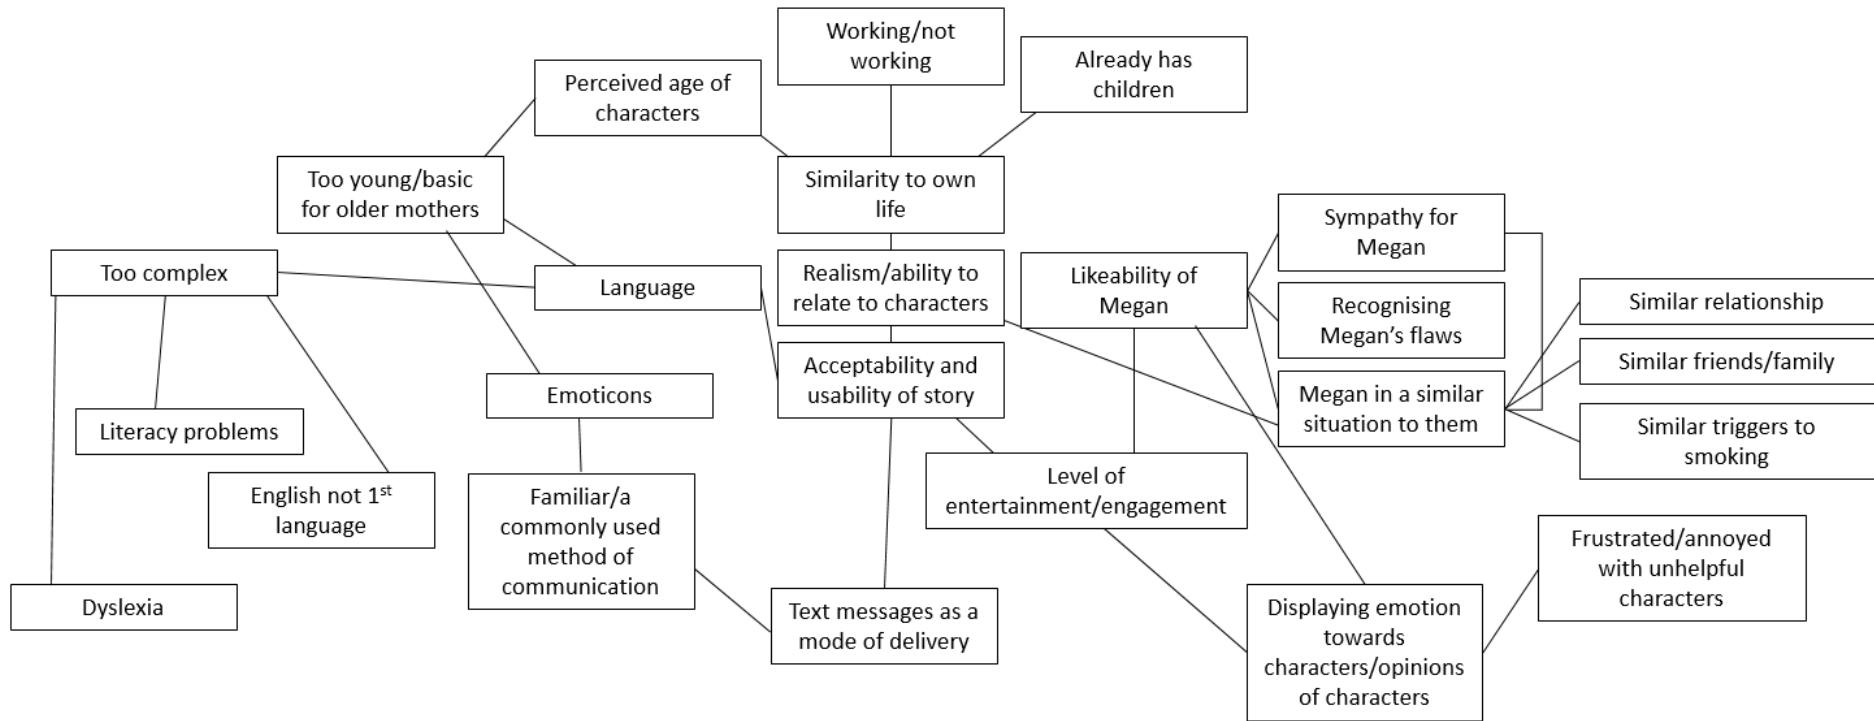 Working/not
working
Already has
children
Perceived age of
characters
Too young/basic
for older mothers
Similarity to own
life
Sympathy for
Megan
Too complex
Language
Realism/ability to
relate to characters
Likeability of
Megan
Recognising
Megan’s flaws
Similar relationship
Similar friends/family
Acceptability and
usability of story
Megan in a similar
situation to them
Emoticons
Literacy problems
Similar triggers to
smoking
English not 1st
language
Familiar/a
commonly used
method of
communication
Level of
entertainment/engagement
Frustrated/annoyed
with unhelpful
characters
Dyslexia
Text messages as a
mode of delivery
Displaying emotion
towards
characters/opinions
of characters